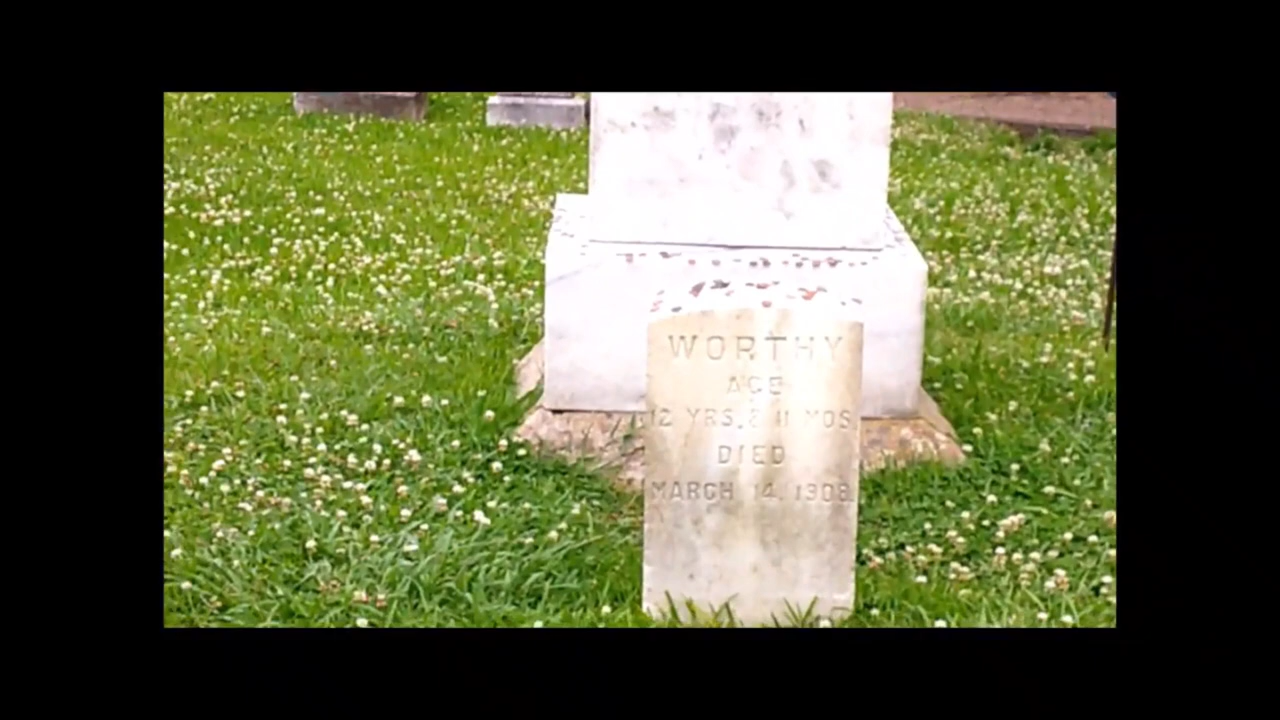 WORTHY
AGE
12 YRS. & 11 MOS.
DIED
MARCH 14, 1908.